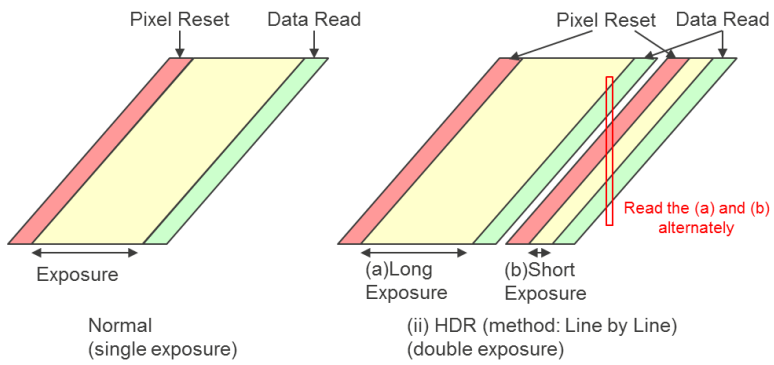 Pixel Reset
Data Read
Exposure
Normal
(single exposure)
Pixel Reset
Data Read
Read the (a) and (b)
alternately
(a)Long
Exposure
(b)Short
Exposure
(ii) HDR (method: Line by Line)
(double exposure)